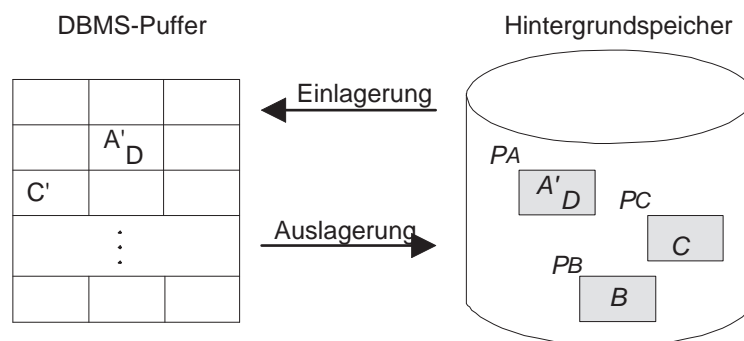 DBMS-Puffer
Hintergrundspeicher
Einlagerung
A'
D
C'
Auslagerung
PA
A'
D
PC
C
PB
B